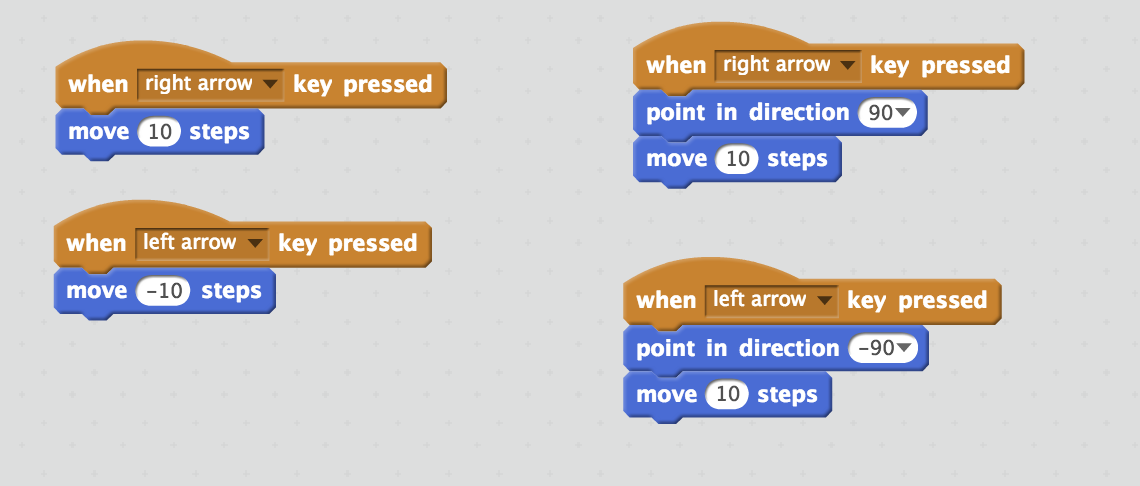 when right arrow key pressed
move 10 steps
when left arrow key pressed
move -10 steps
when right arrow key pressed
point in direction 90
move 10 steps
when left arrow key pressed
point in direction -90
move 10 steps